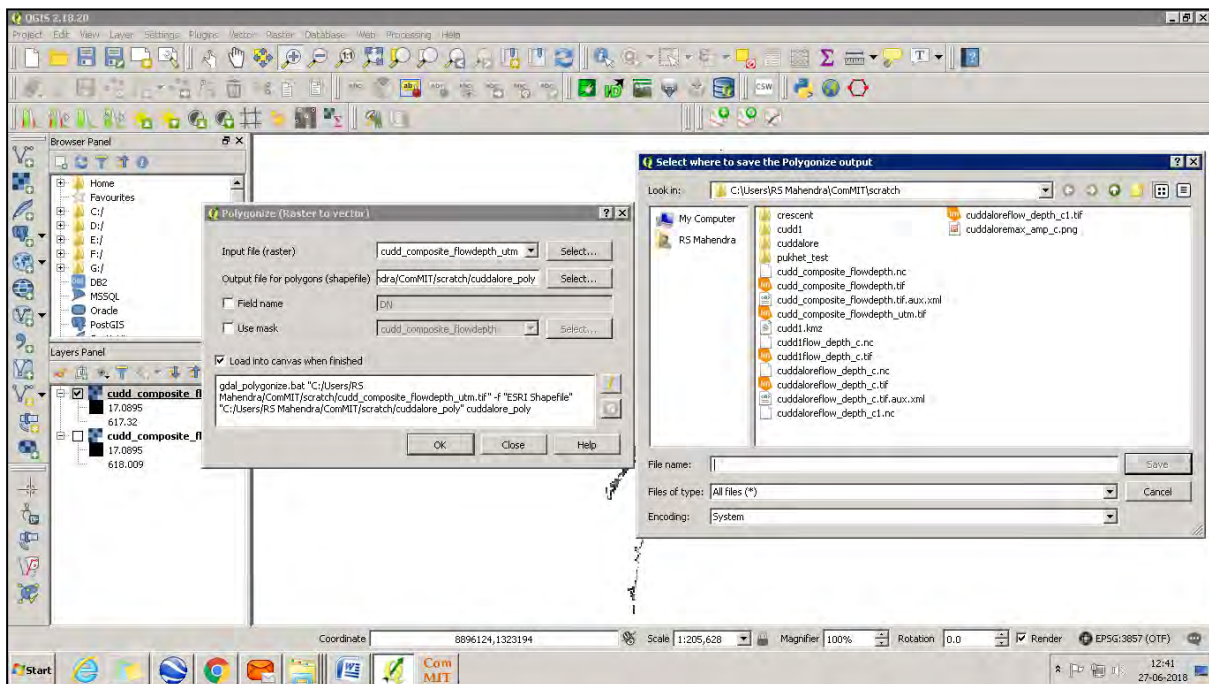 QGIS 2.18.20
Project Edit View Layer Settings Plugins Vector Raster Database Web Processing Help
CSW
Browser Panel
Home
Favourites
C:/
D:/
E:/
F:/
G:/
DB2
MSSQL
Oracle
PostGIS
Layers Panel
cudd_composite_fl
17.0895
617.32
cudd_composite_fl
17.0895
618.009
Polygonize (Raster to vector)
Input file (raster) cudd_composite_flowdepth_utm Select...
Output file for polygons (shapefile) ndra/ComMIT/scratch/cuddalore_poly Select...
Field name DN
Use mask cudd_composite_flowdepth Select...
Load into canvas when finished
gdal_polygonize.bat "C:/Users/RS
Mahendra/ComMIT/scratch/cudd_composite_flowdepth_utm.tif" -f "ESRI Shapefile"
"C:/Users/RS Mahendra/ComMIT/scratch/cuddalore_poly" cuddalore_poly
OK Close Help
Select where to save the Polygonize output
Look in: C:\Users\RS Mahendra\ComMIT\scratch
My Computer
RS Mahendra
crescent
cudd1
cuddalore
pukhet_test
cudd_composite_flowdepth.nc
cudd_composite_flowdepth.tif
cudd_composite_flowdepth.tif.aux.xml
cudd_composite_flowdepth_utm.tif
cudd1.kmz
cudd1flow_depth_c.nc
cudd1flow_depth_c.tif
cuddaloreflow_depth_c.nc
cuddaloreflow_depth_c.tif
cuddaloreflow_depth_c.tif.aux.xml
cuddaloreflow_depth_c1.nc
cuddaloreflow_depth_c1.tif
cuddaloremax_amp_c.png
File name: Save
Files of type: All files (*) Cancel
Encoding: System
Coordinate 8896124,1323194 Scale 1:205,628 Magnifier 100% Rotation 0.0 Render EPSG:3857 (OTF)
Start Com MIT 12:41
27-06-2018